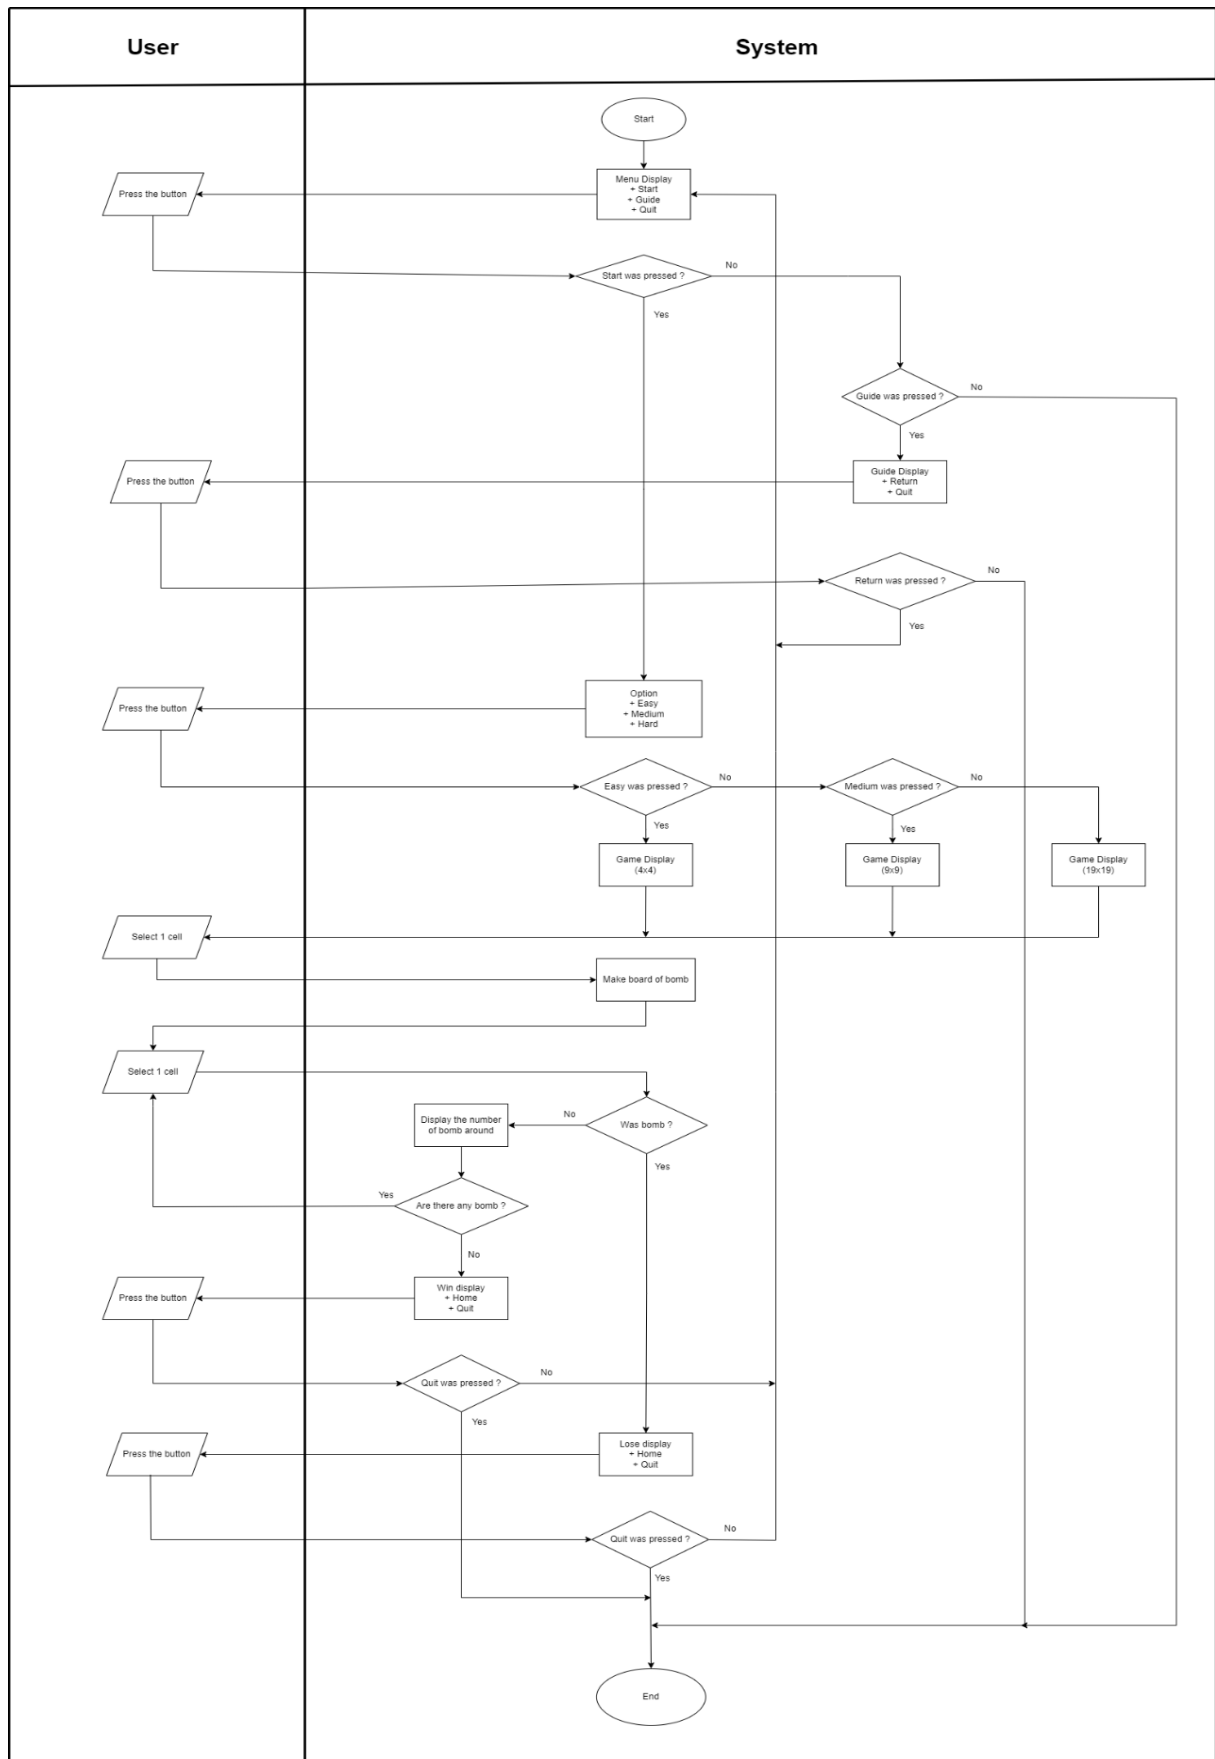 User
System
Start
Menu Display
+ Start
+ Guide
+ Quit
Press the button
Start was pressed ?
No
Yes
Guide was pressed ?
No
Yes
Guide Display
+ Return
+ Quit
Press the button
Return was pressed ?
No
Yes
Option
+ Easy
+ Medium
+ Hard
Press the button
Easy was pressed ?
No
Medium was pressed ?
No
Yes
Yes
Game Display
(4x4)
Game Display
(9x9)
Game Display
(19x19)
Select 1 cell
Make board of bomb
Select 1 cell
Display the number
of bomb around
No
Was bomb ?
Yes
Yes
Are there any bomb ?
No
Win display
+ Home
+ Quit
Press the button
Quit was pressed ?
No
Yes
Lose display
+ Home
+ Quit
Press the button
Quit was pressed ?
No
Yes
End